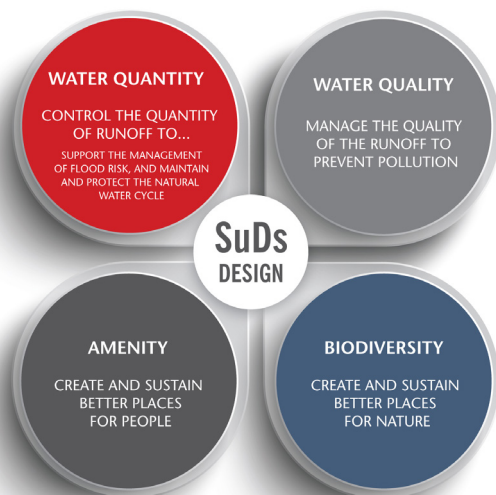 WATER QUANTITY
CONTROL THE QUANTITY
OF RUNOFF TO...
SUPPORT THE MANAGEMENT
OF FLOOD RISK, AND MAINTAIN
AND PROTECT THE NATURAL
WATER CYCLE
WATER QUALITY
MANAGE THE QUALITY
OF THE RUNOFF TO
PREVENT POLLUTION
SuDs
DESIGN
AMENITY
CREATE AND SUSTAIN
BETTER PLACES
FOR PEOPLE
BIODIVERSITY
CREATE AND SUSTAIN
BETTER PLACES
FOR NATURE